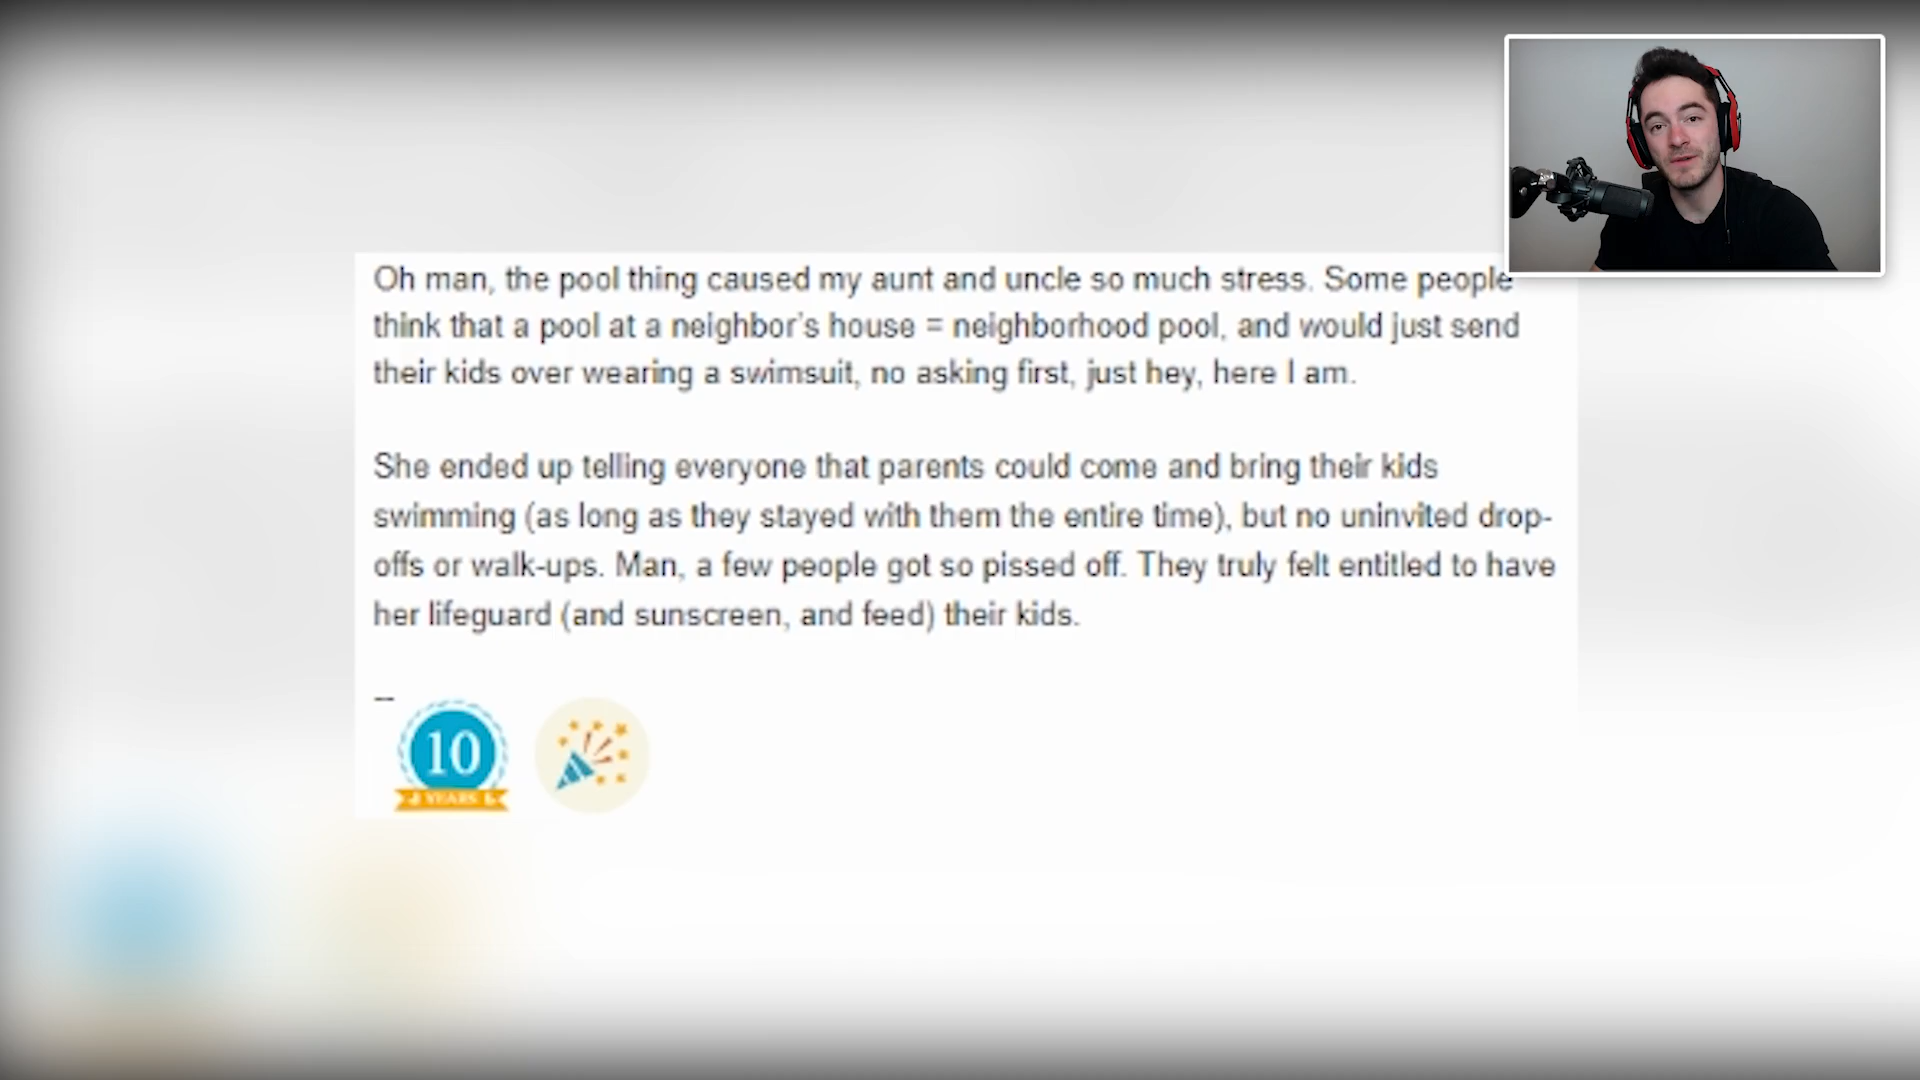 Oh man, the pool thing caused my aunt and uncle so much stress. Some people
think that a pool at a neighbor's house = neighborhood pool, and would just send
their kids over wearing a swimsuit, no asking first, just hey, here I am.
She ended up telling everyone that parents could come and bring their kids
swimming (as long as they stayed with them the entire time), but no uninvited drop-
offs or walk-ups. Man, a few people got so pissed off. They truly felt entitled to have
her lifeguard (and sunscreen, and feed) their kids.
--
10
YEARS